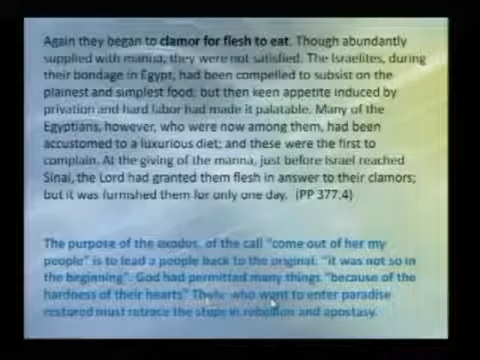 Again they began to clamor for flesh to eat. Though abundantly
supplied with manna, they were not satisfied. The Israelites, during
their bondage in Egypt, had been compelled to subsist on the
plainest and simplest food; but then keen appetite induced by
privation and hard labor had made it palatable. Many of the
Egyptians, however, who were now among them, had been
accustomed to a luxurious diet; and these were the first to
complain. At the giving of the manna, just before Israel reached
Sinai, the Lord had granted them flesh in answer to their clamors;
but it was furnished them for only one day. (PP 377.4)
The purpose of the exodus, of the call "come out of her my
people" is to lead a people back to the original. "it was not so in
the beginning". God had permitted many things "because of the
hardness of their hearts" who want to enter paradise
restored must retrace the steps in rebellion and apostasy.